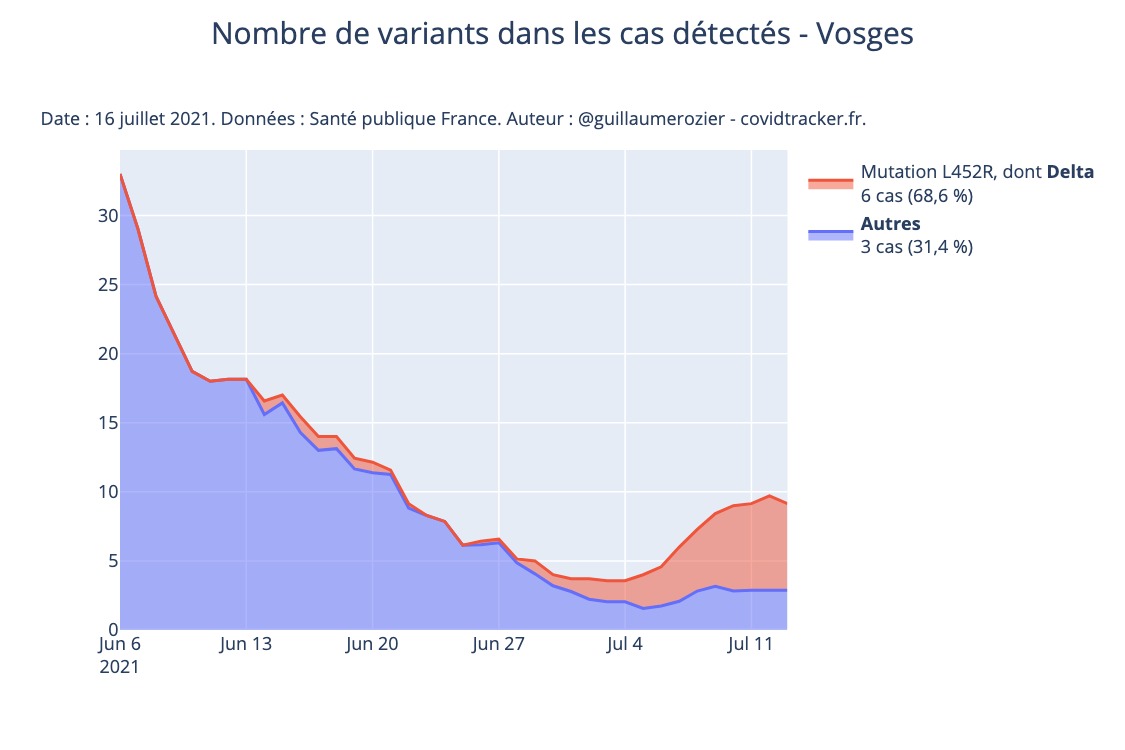 Nombre de variants dans les cas détectés - Vosges
Date : 16 juillet 2021. Données : Santé publique France. Auteur : @guillaumerozier - covidtracker.fr.
Mutation L452R, dont Delta
6 cas (68,6 %)
Autres
3 cas (31,4 %)
30
25
20
15
10
5
0
Jun 6 Jun 13 Jun 20 Jun 27 Jul 4 Jul 11
2021